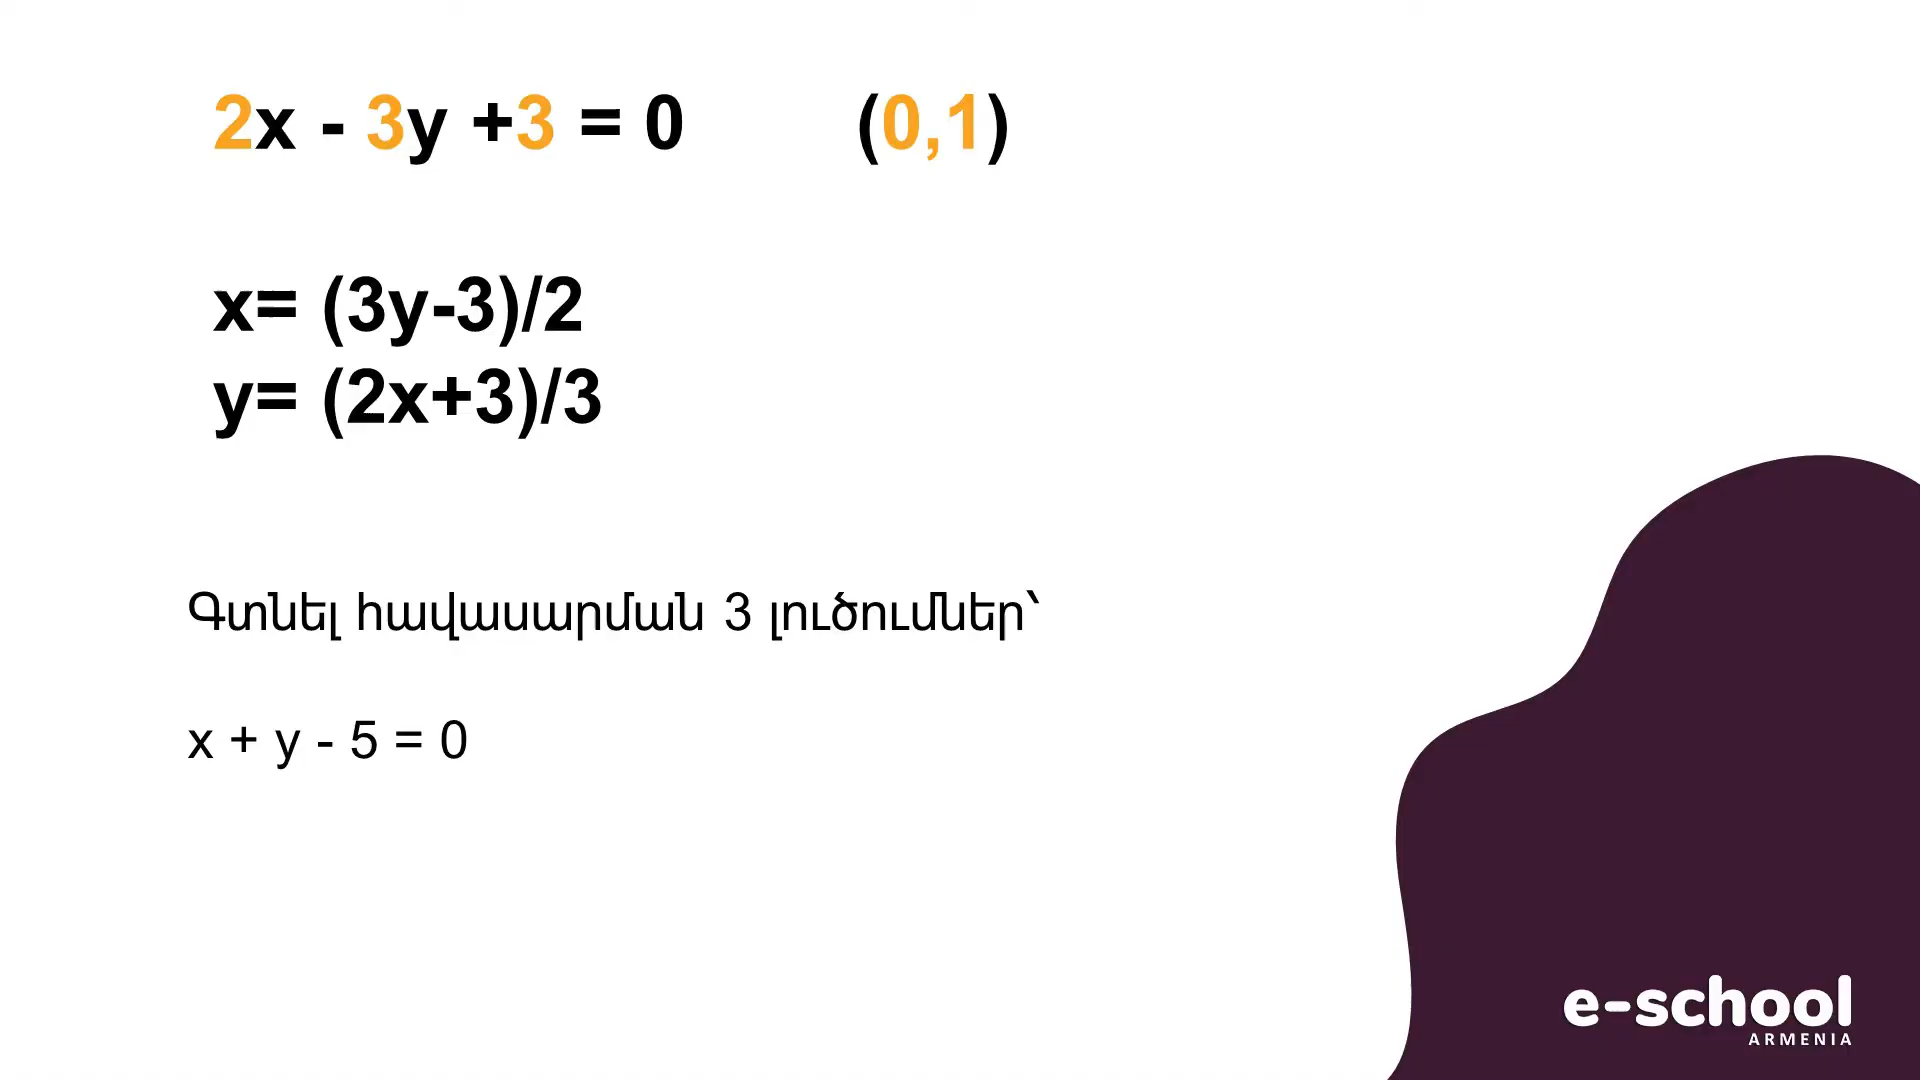 2x - 3y +3 = 0 (0,1)
x= (3y-3)/2
y= (2x+3)/3
Գտնել հավասարման 3 լուծումներ՝
x + y - 5 = 0
e-school
ARMENIA